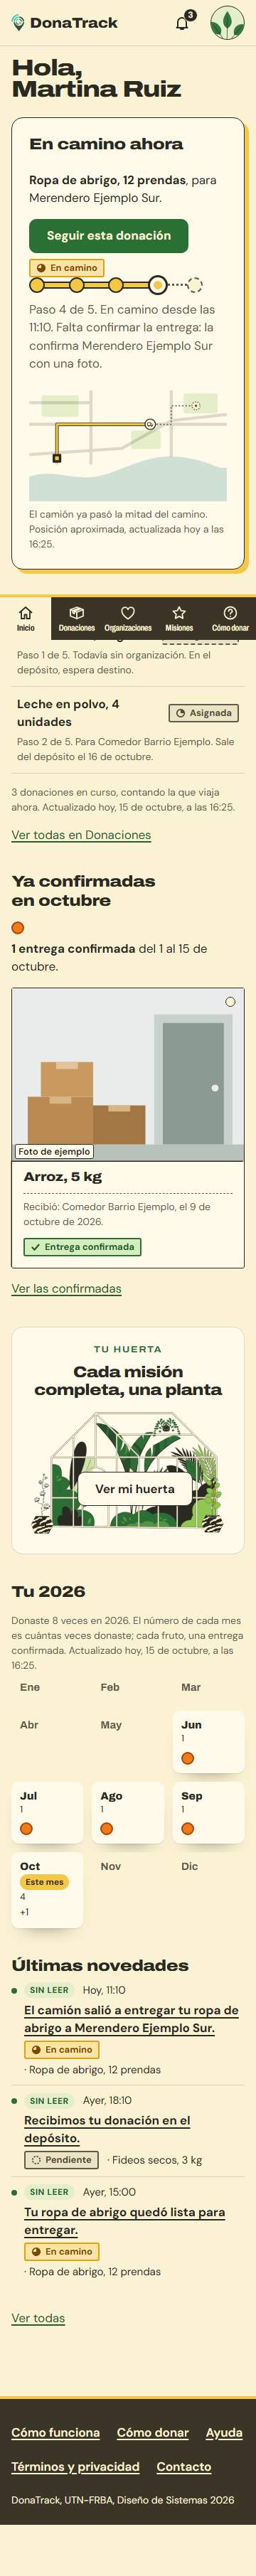 DonaTrack
3
Hola,
Martina Ruiz
En camino ahora
Ropa de abrigo, 12 prendas, para
Merendero Ejemplo Sur.
Seguir esta donación
En camino
Paso 4 de 5. En camino desde las
11:10. Falta confirmar la entrega: la
confirma Merendero Ejemplo Sur
con una foto.
El camión ya pasó la mitad del camino.
Posición aproximada, actualizada hoy a las
16:25.
Inicio
Donaciones
Organizaciones
Misiones
Cómo donar
Paso 1 de 5. Todavía sin organización. En el
depósito, espera destino.
Leche en polvo, 4
unidades
Asignada
Paso 2 de 5. Para Comedor Barrio Ejemplo. Sale
del depósito el 16 de octubre.
3 donaciones en curso, contando la que viaja
ahora. Actualizado hoy, 15 de octubre, a las 16:25.
Ver todas en Donaciones
Ya confirmadas
en octubre
1 entrega confirmada del 1 al 15 de
octubre.
Foto de ejemplo
Arroz, 5 kg
Recibió: Comedor Barrio Ejemplo, el 9 de
octubre de 2026.
Entrega confirmada
Ver las confirmadas
TU HUERTA
Cada misión
completa, una planta
Ver mi huerta
Tu 2026
Donaste 8 veces en 2026. El número de cada mes
es cuántas veces donaste; cada fruto, una entrega
confirmada. Actualizado hoy, 15 de octubre, a las
16:25.
Ene
Feb
Mar
Abr
May
Jun
1
Jul
1
Ago
1
Sep
1
Oct
Este mes
4
+1
Nov
Dic
Últimas novedades
SIN LEER Hoy, 11:10
El camión salió a entregar tu ropa de
abrigo a Merendero Ejemplo Sur.
En camino
· Ropa de abrigo, 12 prendas
SIN LEER Ayer, 18:10
Recibimos tu donación en el
depósito.
Pendiente · Fideos secos, 3 kg
SIN LEER Ayer, 15:00
Tu ropa de abrigo quedó lista para
entregar.
En camino
· Ropa de abrigo, 12 prendas
Ver todas
Cómo funciona Cómo donar Ayuda
Términos y privacidad Contacto
DonaTrack, UTN-FRBA, Diseño de Sistemas 2026